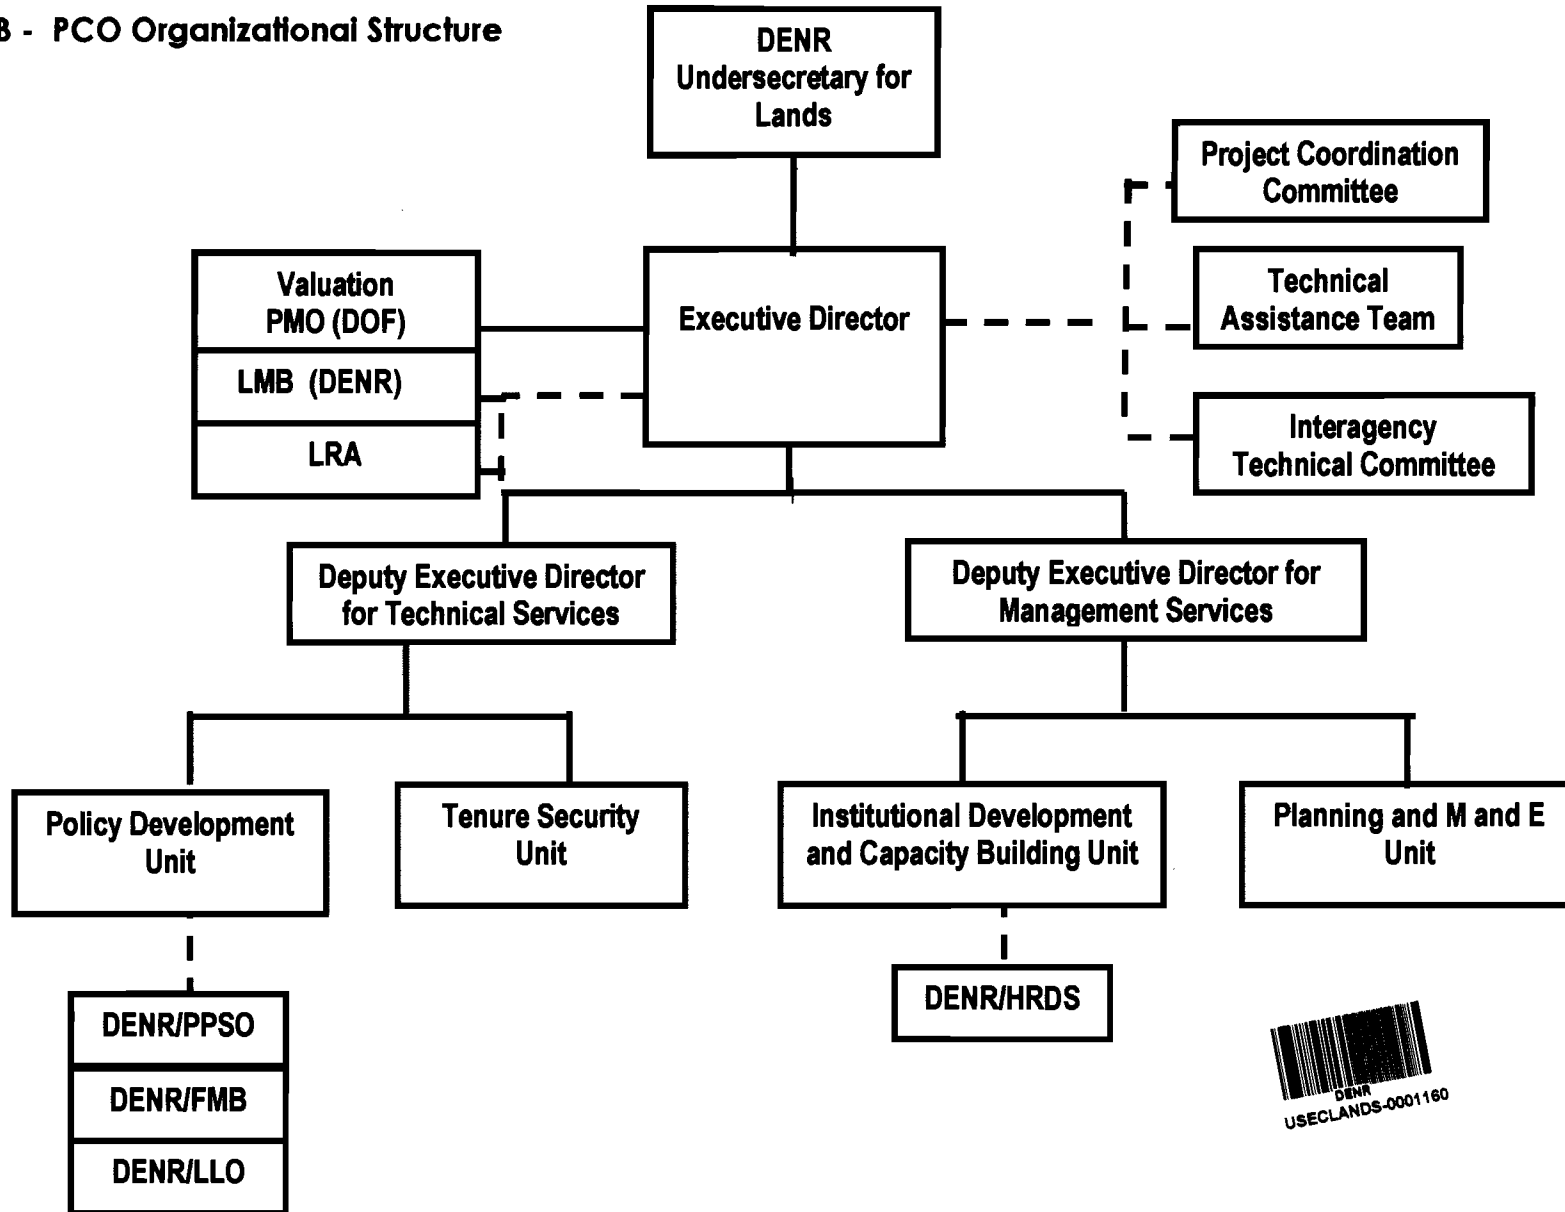 B - PCO Organizational Structure
DENR
Undersecretary for
Lands
Project Coordination
Committee
Valuation
PMO (DOF)
Executive Director
Technical
Assistance Team
LMB (DENR)
LRA
Interagency
Technical Committee
Deputy Executive Director
for Technical Services
Deputy Executive Director for
Management Services
Policy Development
Unit
Tenure Security
Unit
Institutional Development
and Capacity Building Unit
Planning and M and E
Unit
DENR/PPSO
DENR/FMB
DENR/LLO
DENR/HRDS
DENR
USECLANDS-0001160